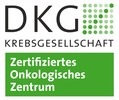 DKG
KREBSGESELLSCHAFT
Zertifiziertes
Onkologisches
Zentrum